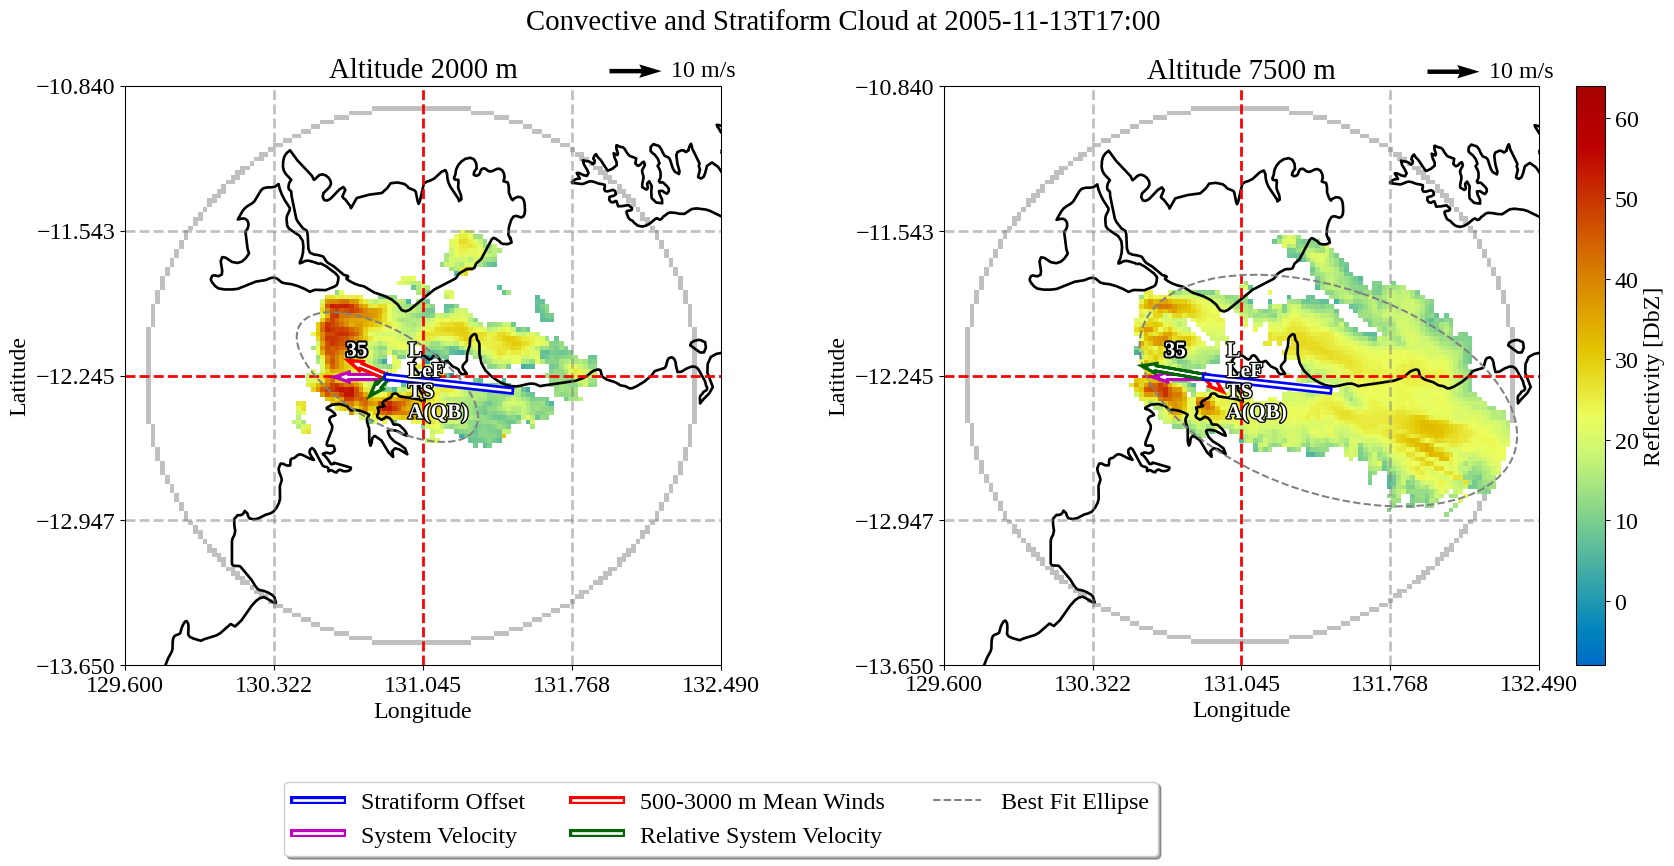 Convective and Stratiform Cloud at 2005-11-13T17:00
Altitude 2000 m
10 m/s
Altitude 7500 m
10 m/s
−10.840
−11.543
−12.245
−12.947
−13.650
Latitude
129.600
130.322
131.045
131.768
132.490
Longitude
35
L
LeF
TS
A(QB)
−10.840
−11.543
−12.245
−12.947
−13.650
Latitude
129.600
130.322
131.045
131.768
132.490
Longitude
35
L
LeF
TS
A(QB)
60
50
40
30
20
10
0
Reflectivity [DbZ]
Stratiform Offset
500-3000 m Mean Winds
Best Fit Ellipse
System Velocity
Relative System Velocity